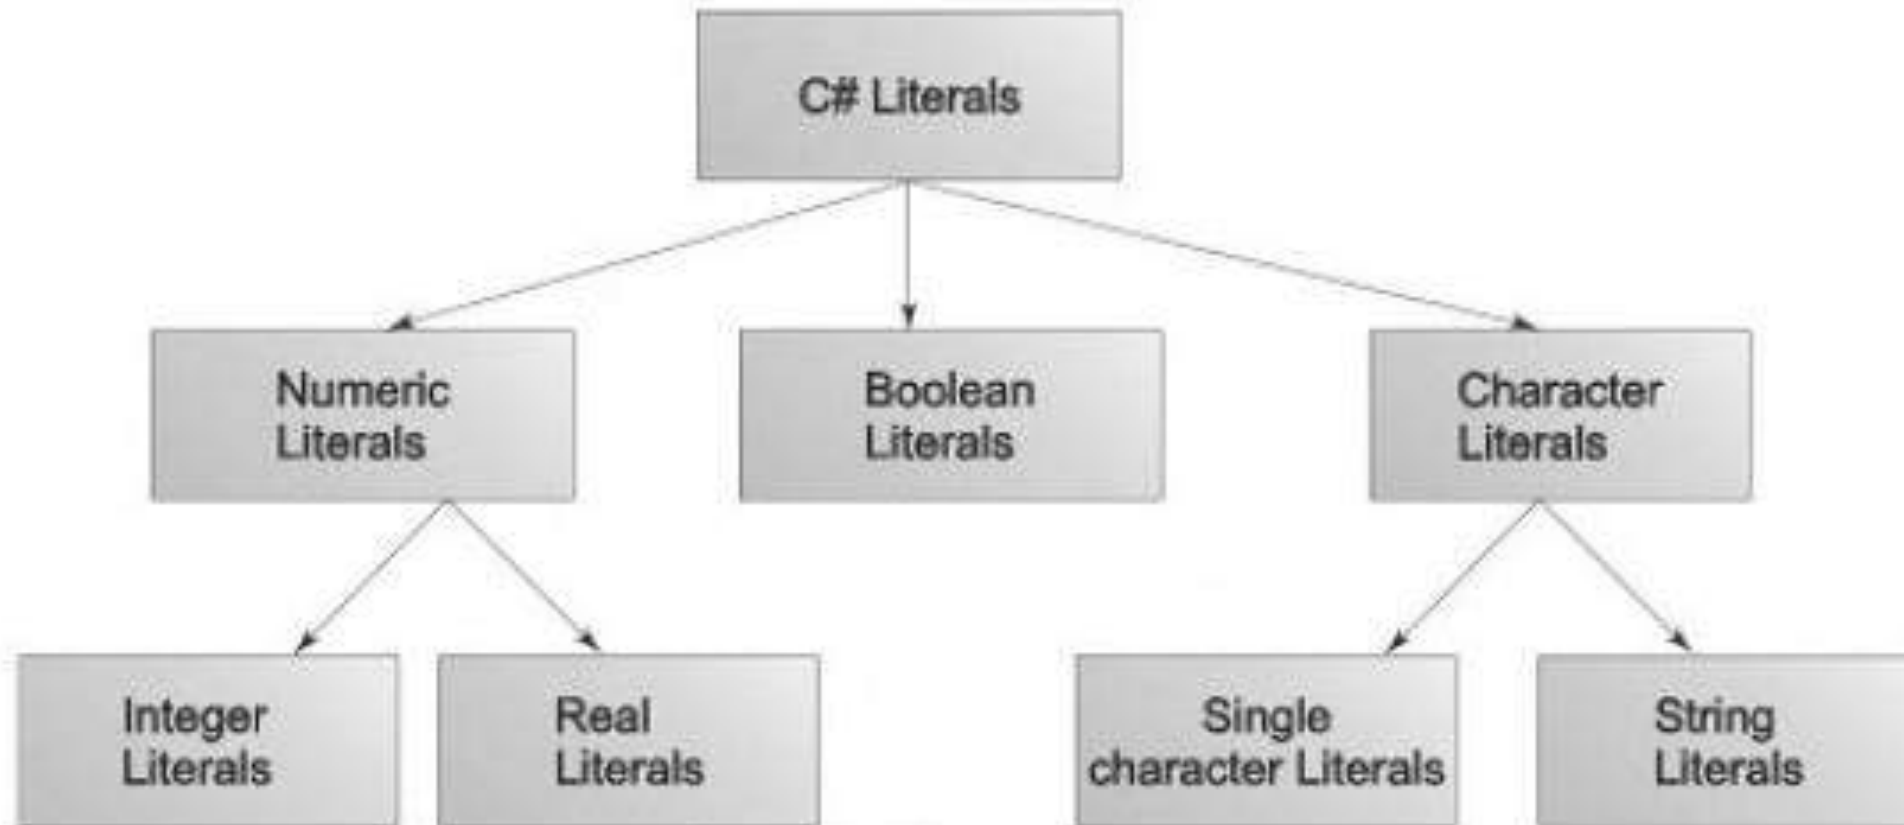 C# Literals
Numeric
Literals
Boolean
Literals
Character
Literals
Integer
Literals
Real
Literals
Single
character Literals
String
Literals